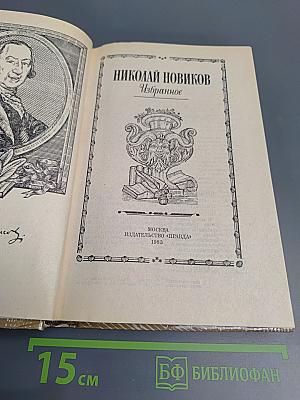 НИКОЛАЙ НОВИКОВ
Избранное
МОСКВА
ИЗДАТЕЛЬСТВО «ПРАВДА»
1983
15 см
БФ БИБЛИОФАН